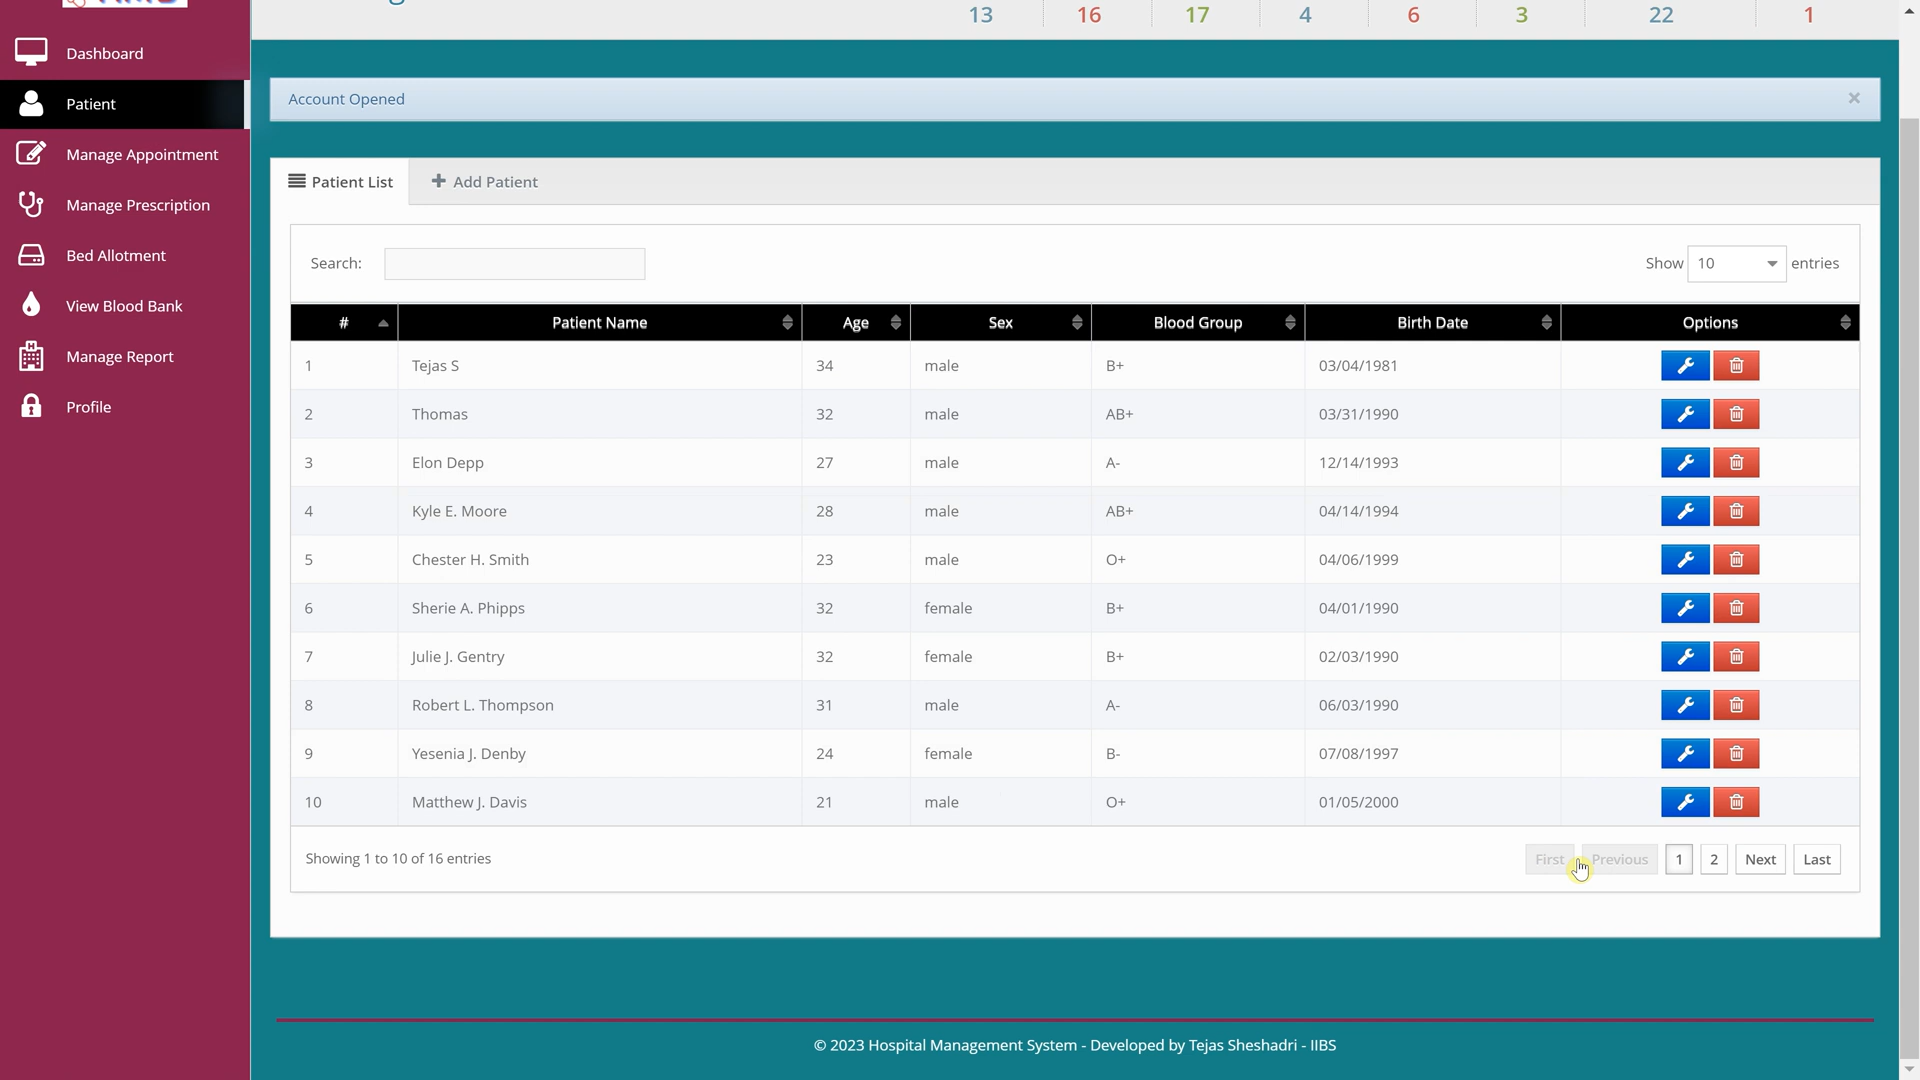 13 16 17 4 6 3 22 1
Dashboard
Patient
Manage Appointment
Manage Prescription
Bed Allotment
View Blood Bank
Manage Report
Profile
Account Opened ×
Patient List Add Patient
Search: Show 10 entries
# Patient Name Age Sex Blood Group Birth Date Options
1 Tejas S 34 male B+ 03/04/1981
2 Thomas 32 male AB+ 03/31/1990
3 Elon Depp 27 male A- 12/14/1993
4 Kyle E. Moore 28 male AB+ 04/14/1994
5 Chester H. Smith 23 male O+ 04/06/1999
6 Sherie A. Phipps 32 female B+ 04/01/1990
7 Julie J. Gentry 32 female B+ 02/03/1990
8 Robert L. Thompson 31 male A- 06/03/1990
9 Yesenia J. Denby 24 female B- 07/08/1997
10 Matthew J. Davis 21 male O+ 01/05/2000
Showing 1 to 10 of 16 entries First Previous 1 2 Next Last
© 2023 Hospital Management System - Developed by Tejas Sheshadri - IIBS